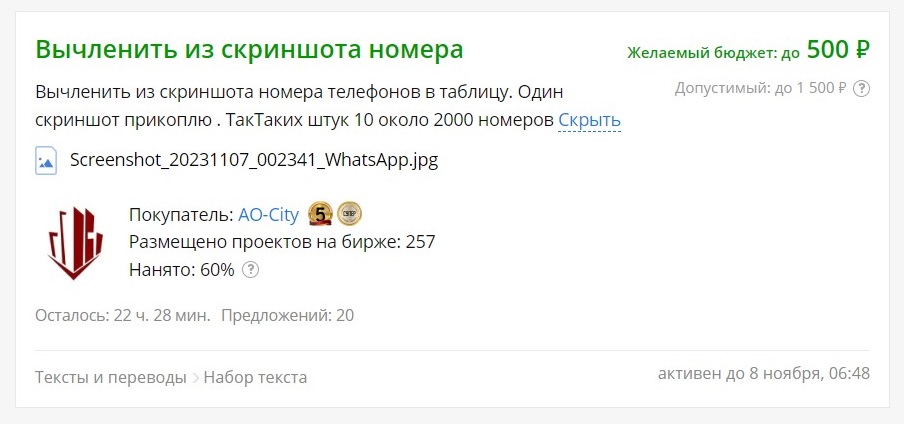 Вычленить из скриншота номера
Желаемый бюджет: до 500 ₽
Вычленить из скриншота номера телефонов в таблицу. Один
Допустимый: до 1 500 ₽ ?
скриншот прикоплю . ТакТаких штук 10 около 2000 номеров Скрыть
Screenshot_20231107_002341_WhatsApp.jpg
Покупатель: AO-City 5
Размещено проектов на бирже: 257
Нанято: 60% ?
Осталось: 22 ч. 28 мин. Предложений: 20
Тексты и переводы > Набор текста
активен до 8 ноября, 06:48